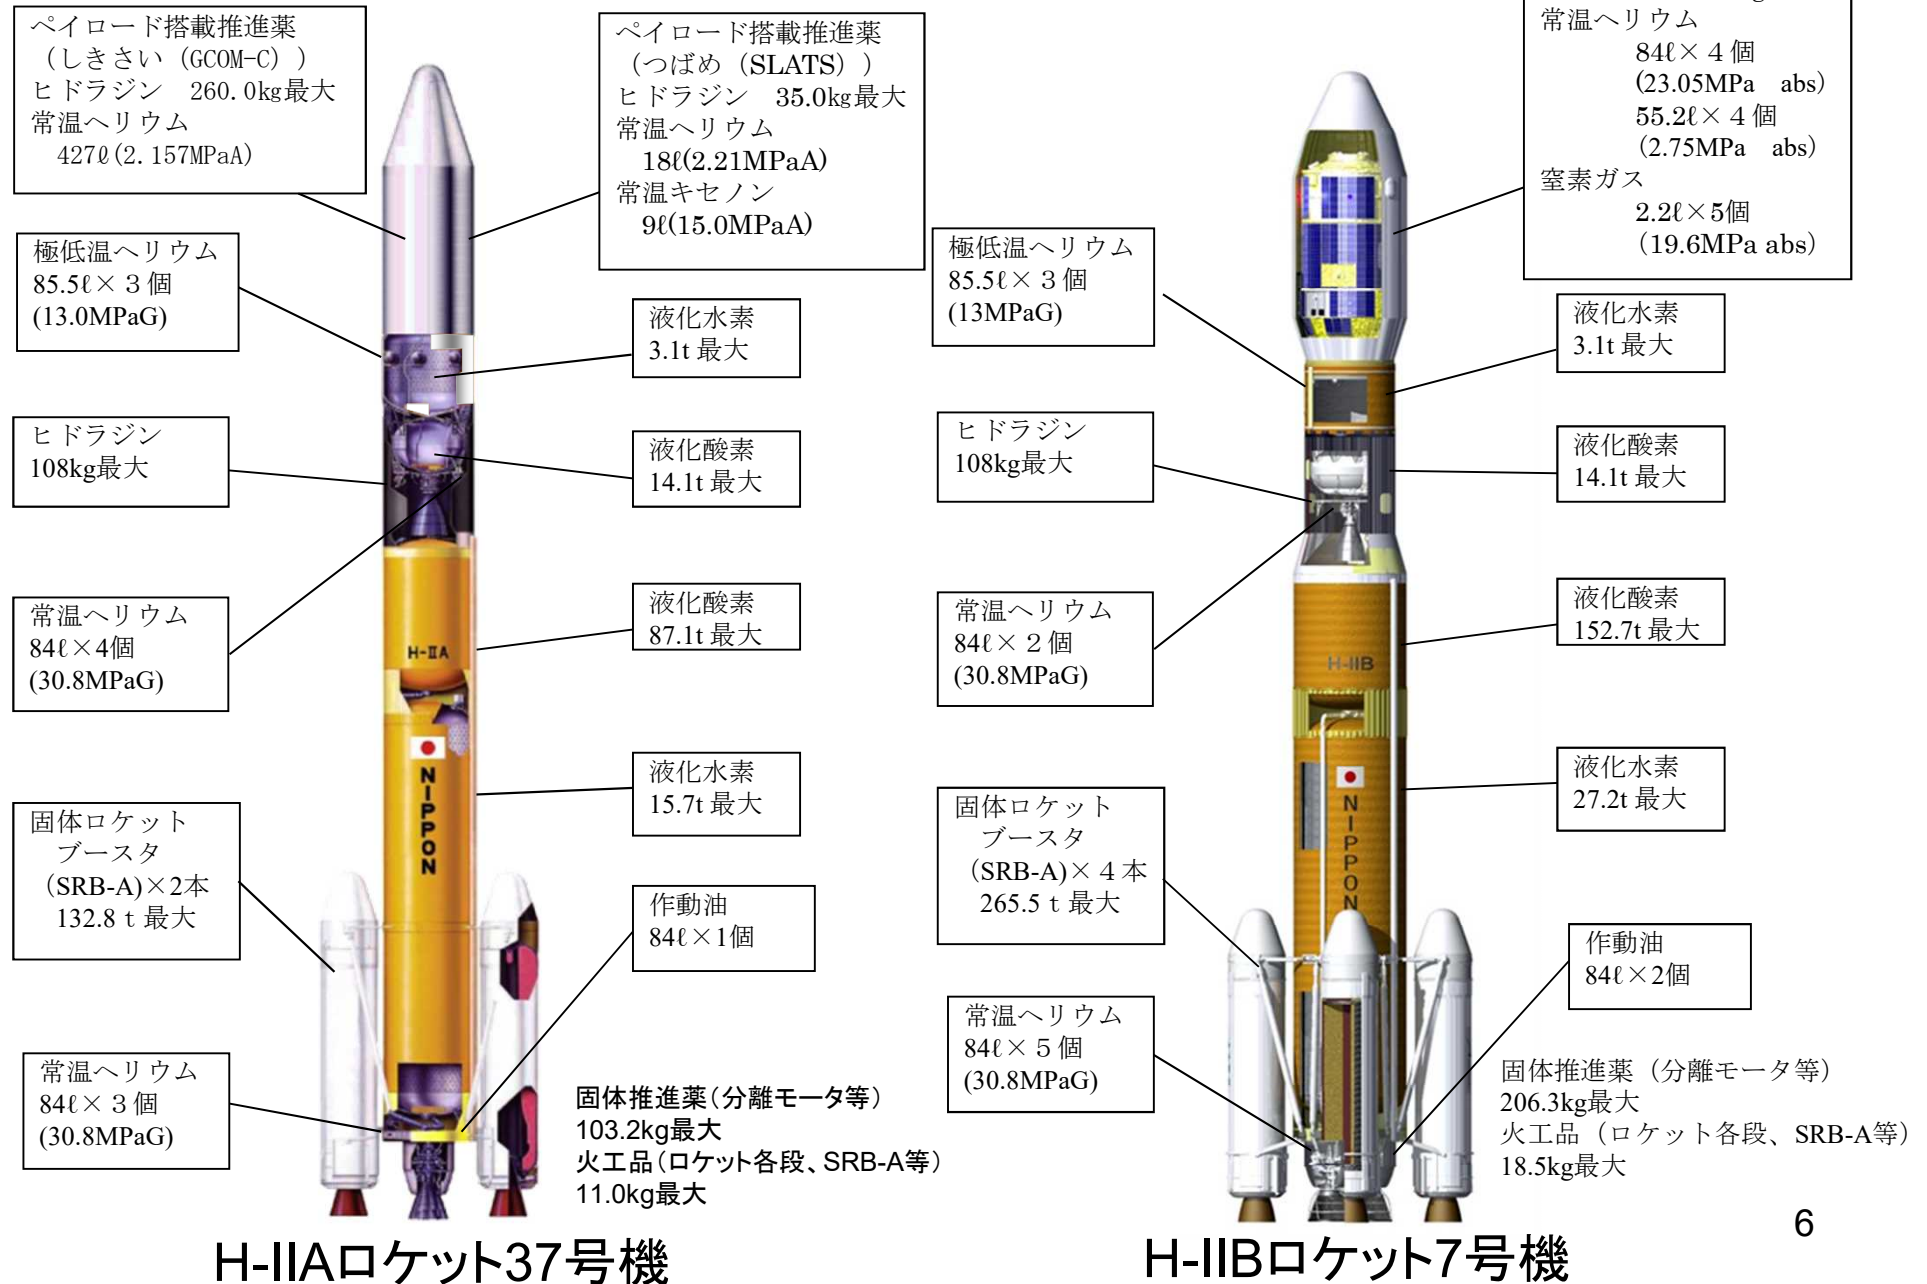 ペイロード搭載推進薬
（しきさい（GCOM-C））
ヒドラジン　260.0kg最大
常温ヘリウム
427ℓ(2.157MPaA)
ペイロード搭載推進薬
（つばめ（SLATS））
ヒドラジン　35.0kg最大
常温ヘリウム
18ℓ(2.21MPaA)
常温キセノン
9ℓ(15.0MPaA)
極低温ヘリウム
85.5ℓ×３個
(13.0MPaG)
液化水素
3.1t 最大
ヒドラジン
108kg最大
液化酸素
14.1t 最大
常温ヘリウム
84ℓ×4個
(30.8MPaG)
液化酸素
87.1t 最大
H-IIA
NIPPON
液化水素
15.7t 最大
固体ロケット
ブースタ
（SRB-A)×2本
132.8ｔ最大
作動油
84ℓ×1個
常温ヘリウム
84ℓ×３個
(30.8MPaG)
固体推進薬（分離モータ等）
103.2kg最大
火工品（ロケット各段、SRB-A等）
11.0kg最大
H-IIAロケット37号機
常温ヘリウム
84ℓ×４個
(23.05MPa　abs)
55.2ℓ×４個
(2.75MPa　abs)
窒素ガス
2.2ℓ×5個
（19.6MPa abs）
極低温ヘリウム
85.5ℓ×３個
(13MPaG)
液化水素
3.1t 最大
ヒドラジン
108kg最大
液化酸素
14.1t 最大
常温ヘリウム
84ℓ×２個
(30.8MPaG)
液化酸素
152.7t 最大
H-IIB
NIPPON
液化水素
27.2t 最大
固体ロケット
ブースタ
（SRB-A)×４本
265.5ｔ最大
作動油
84ℓ×2個
常温ヘリウム
84ℓ×５個
(30.8MPaG)
固体推進薬（分離モータ等）
206.3kg最大
火工品（ロケット各段、SRB-A等）
18.5kg最大
H-IIBロケット7号機
6